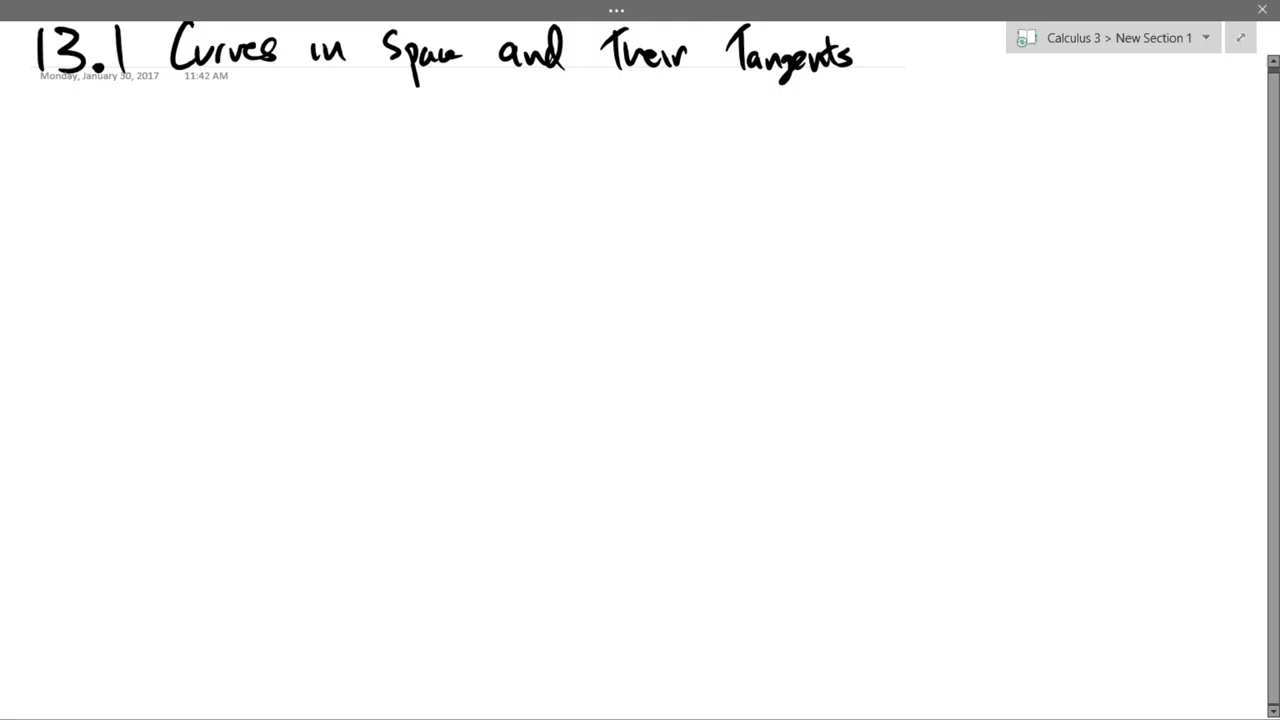 Calculus 3 > New Section 1
13.1 Curves in Space and Their Tangents
Monday, January 30, 2017 11:42 AM